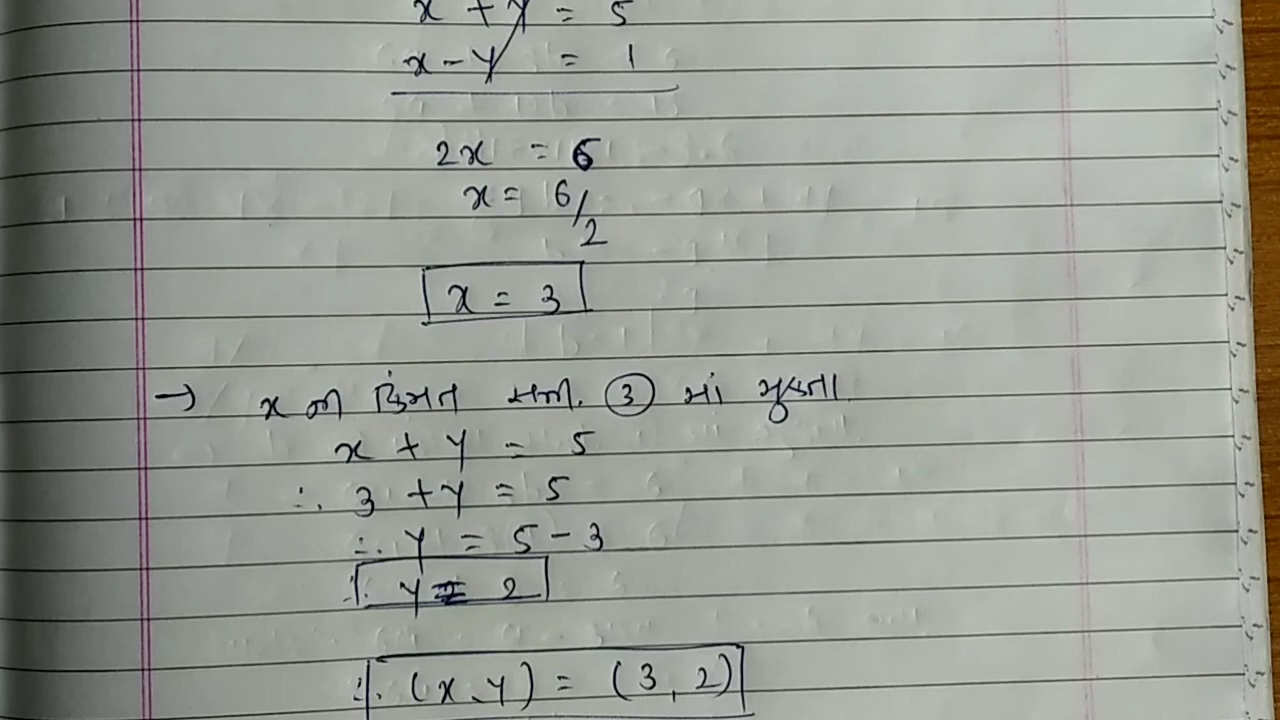 x + y = 5
x - y = 1
2x = 6
x = 6/2
x = 3
→ x ની કિંમત સમી. ③ માં મૂકતા
x + y = 5
∴ 3 + y = 5
∴ y = 5 - 3
∴ y = 2
∴ (x, y) = (3, 2)